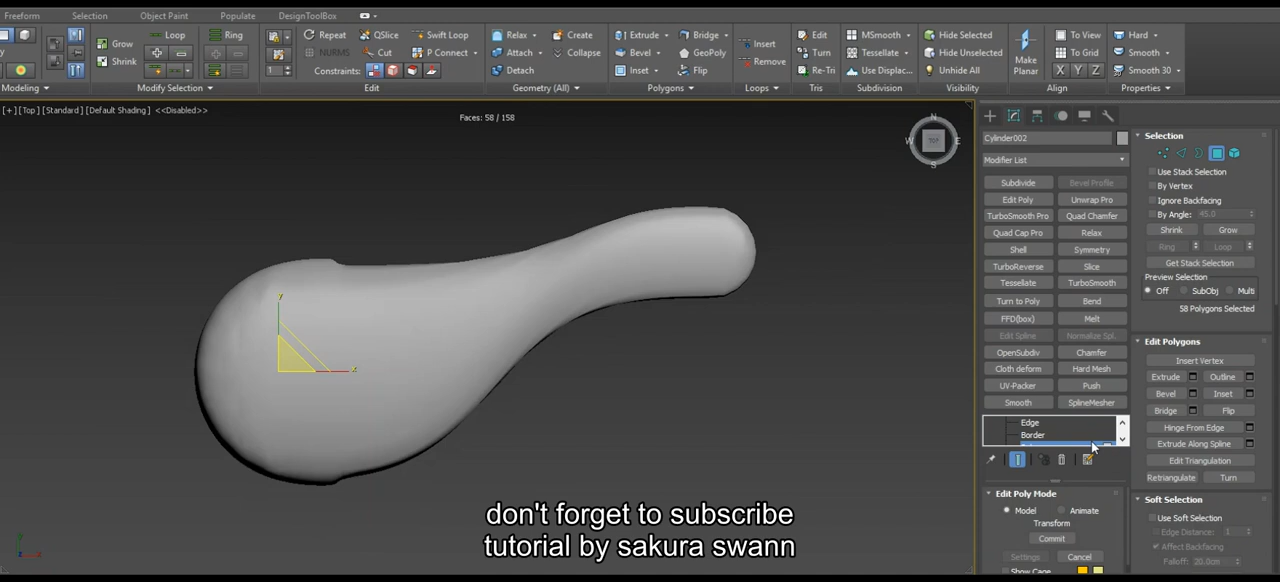 Freeform Selection Object Paint Populate DesignToolBox
Grow Loop Ring Repeat QSlice Swift Loop Relax Create Extrude Bridge Insert Edit MSmooth Hide Selected To View Hard
Shrink NURMS Cut P Connect Attach Collapse Bevel GeoPoly Remove Turn Tessellate Hide Unselected To Grid Smooth
1 Constraints: Detach Inset Flip Re-Tri Use Displac... Unhide All Make Planar X Y Z Smooth 30
Modeling Modify Selection Edit Geometry (All) Polygons Loops Tris Subdivision Visibility Align Properties
[+] [Top] [Standard] [Default Shading] <<Disabled>>
Faces: 58 / 158
N
W TOP E
S
Cylinder002
Modifier List
Subdivide Bevel Profile
Edit Poly Unwrap Pro
TurboSmooth Pro Quad Chamfer
Quad Cap Pro Relax
Shell Symmetry
TurboReverse Slice
Tessellate TurboSmooth
Turn to Poly Bend
FFD(box) Melt
Edit Spline Normalize Spl.
OpenSubdiv Chamfer
Cloth deform Hard Mesh
UV-Packer Push
Smooth SplineMesher
Edge
Border
Edit Poly Mode
Model Animate
Transform
Commit
Settings Cancel
Show Cage
Selection
Use Stack Selection
By Vertex
Ignore Backfacing
By Angle: 45.0
Shrink Grow
Ring Loop
Get Stack Selection
Preview Selection
Off SubObj Multi
58 Polygons Selected
Edit Polygons
Insert Vertex
Extrude Outline
Bevel Inset
Bridge Flip
Hinge From Edge
Extrude Along Spline
Edit Triangulation
Retriangulate Turn
Soft Selection
Use Soft Selection
Edge Distance: 1
Affect Backfacing
Falloff: 20.0cm
y
x
don't forget to subscribe
tutorial by sakura swann